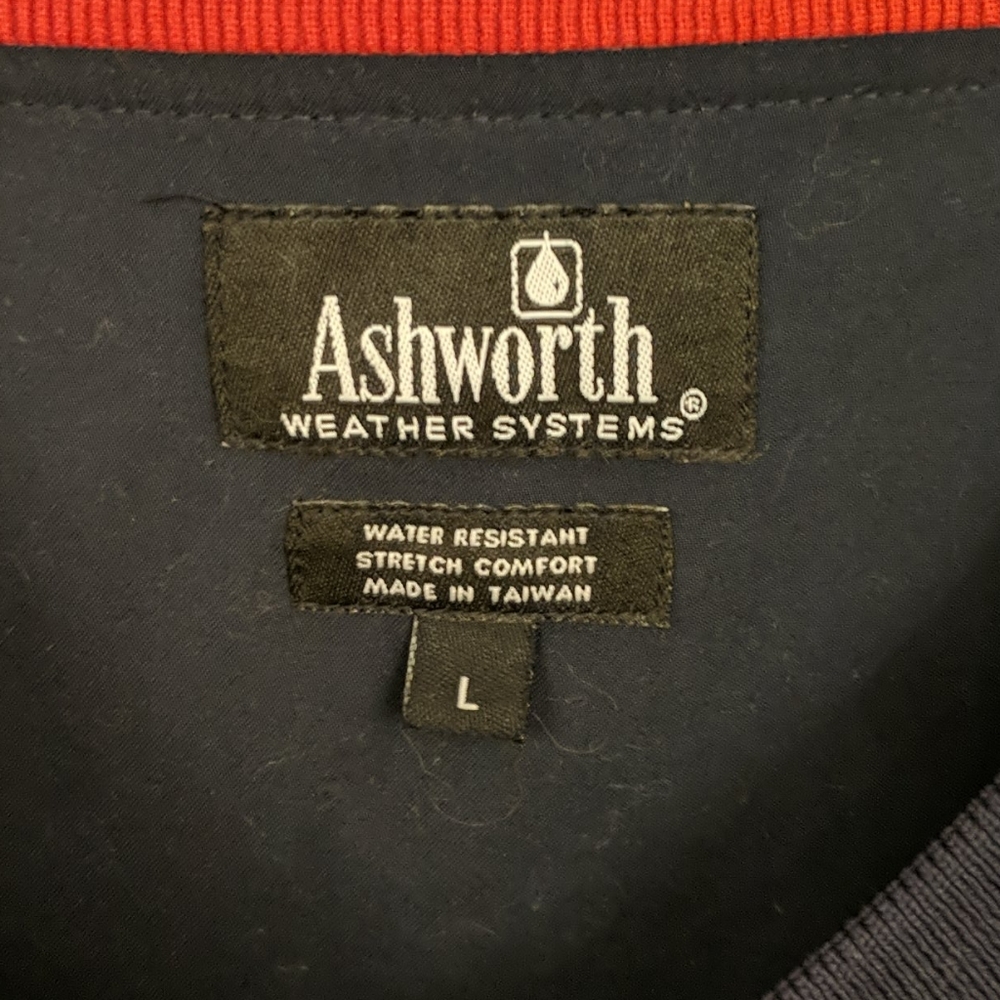 Ashworth
WEATHER SYSTEMS®
WATER RESISTANT
STRETCH COMFORT
MADE IN TAIWAN
L